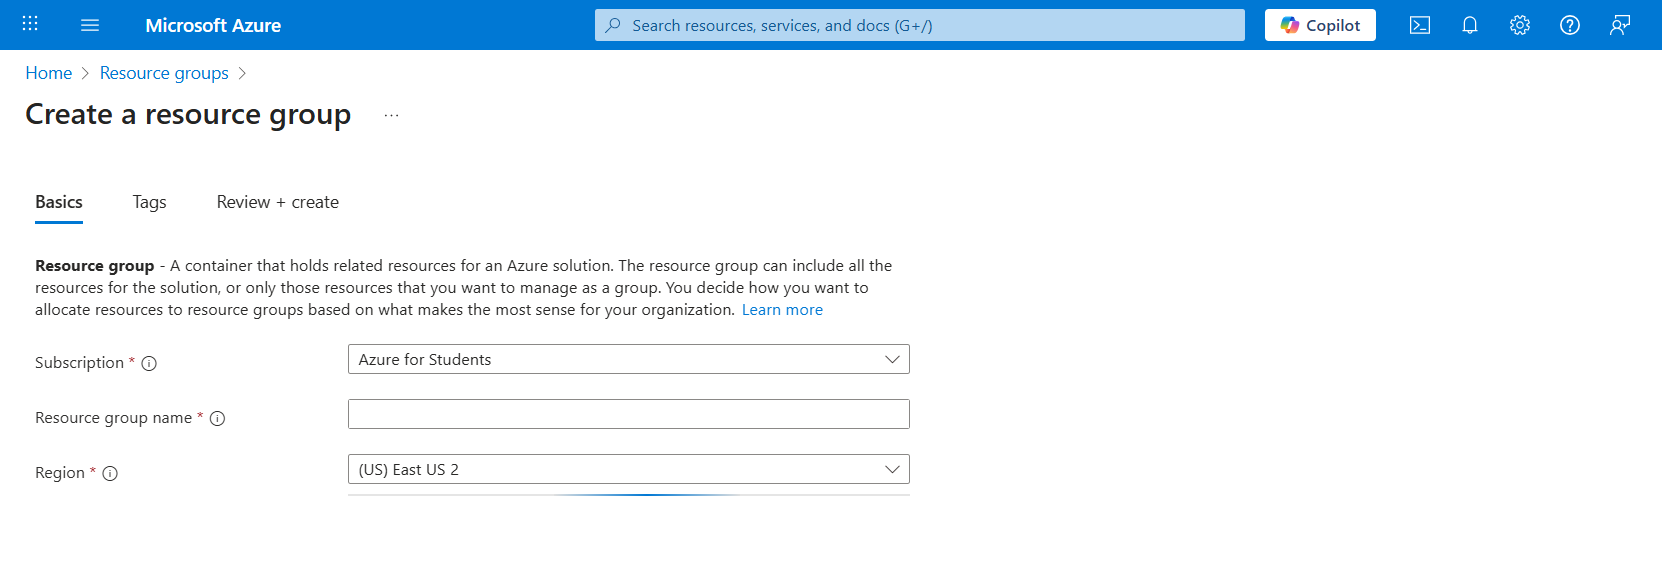 Microsoft Azure
Search resources, services, and docs (G+/)
Copilot
Home > Resource groups >
Create a resource group ...
Basics Tags Review + create
Resource group - A container that holds related resources for an Azure solution. The resource group can include all the
resources for the solution, or only those resources that you want to manage as a group. You decide how you want to
allocate resources to resource groups based on what makes the most sense for your organization. Learn more
Subscription * Azure for Students
Resource group name *
Region * (US) East US 2